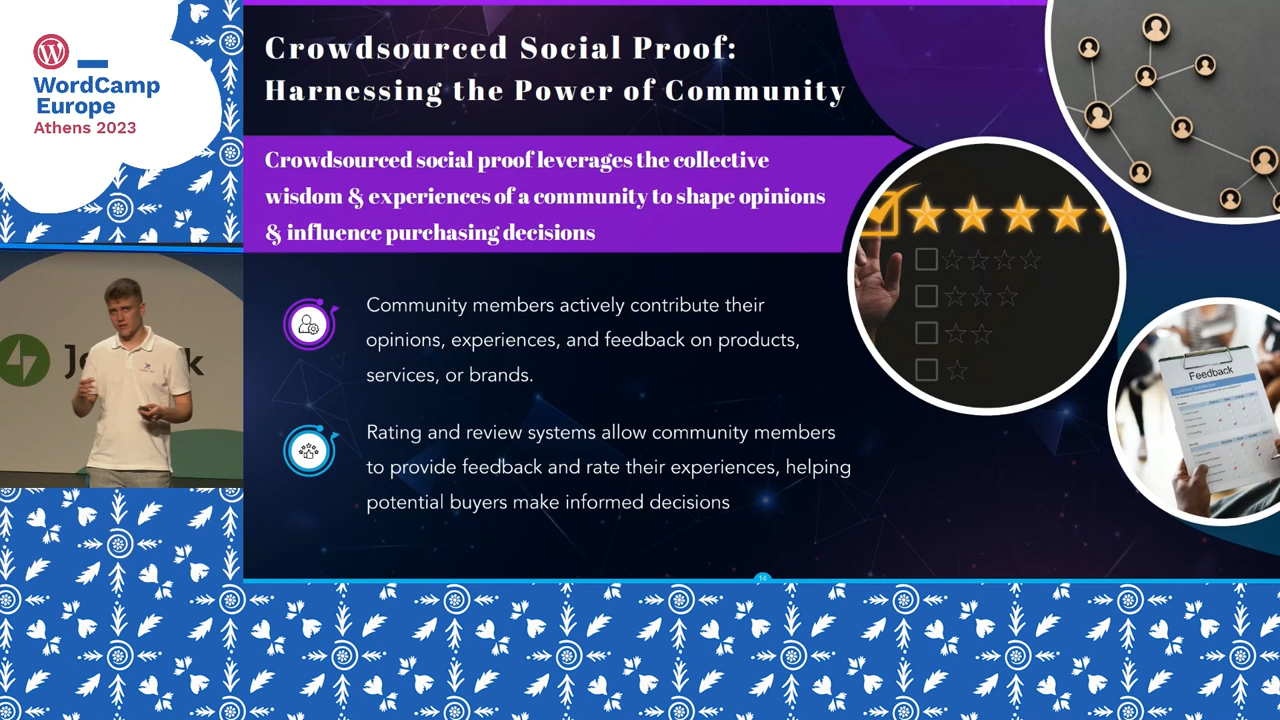 WordCamp
Europe
Athens 2023
Crowdsourced Social Proof:
Harnessing the Power of Community
Crowdsourced social proof leverages the collective
wisdom & experiences of a community to shape opinions
& influence purchasing decisions
Community members actively contribute their
opinions, experiences, and feedback on products,
services, or brands.
Rating and review systems allow community members
to provide feedback and rate their experiences, helping
potential buyers make informed decisions
Feedback
14